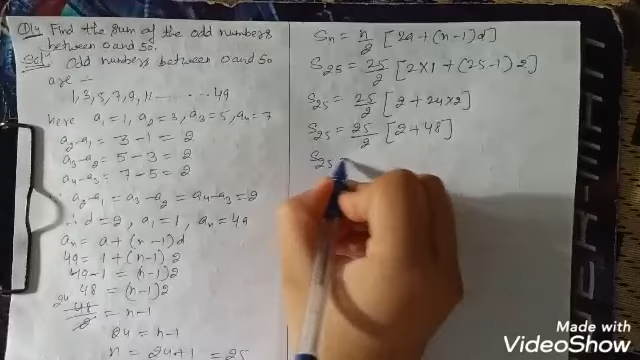 Q14 Find the sum of the odd numbers
between 0 and 50.
Sol: Odd numbers between 0 and 50
are :-
1, 3, 5, 7, 9, 11 ...... 49
here a₁ = 1, a₂ = 3, a₃ = 5, a₄ = 7
a₂-a₁ = 3-1 = 2
a₃-a₂ = 5-3 = 2
a₄-a₃ = 7-5 = 2
∴ a₂-a₁ = a₃-a₂ = a₄-a₃ = 2
∴ d=2, a₁=1, aₙ=49
aₙ = a+(n-1)d
49 = 1+(n-1)2
49-1 = (n-1)2
48 = (n-1)2
24 48/2 = n-1
24 = n-1
n = 24+1 = 25
Sₙ = n/2 [2a+(n-1)d]
S₂₅ = 25/2 [2×1+(25-1)2]
S₂₅ = 25/2 [2+24×2]
S₂₅ = 25/2 [2+48]
S₂₅ =
VER-MAX
Made with
VideoShow